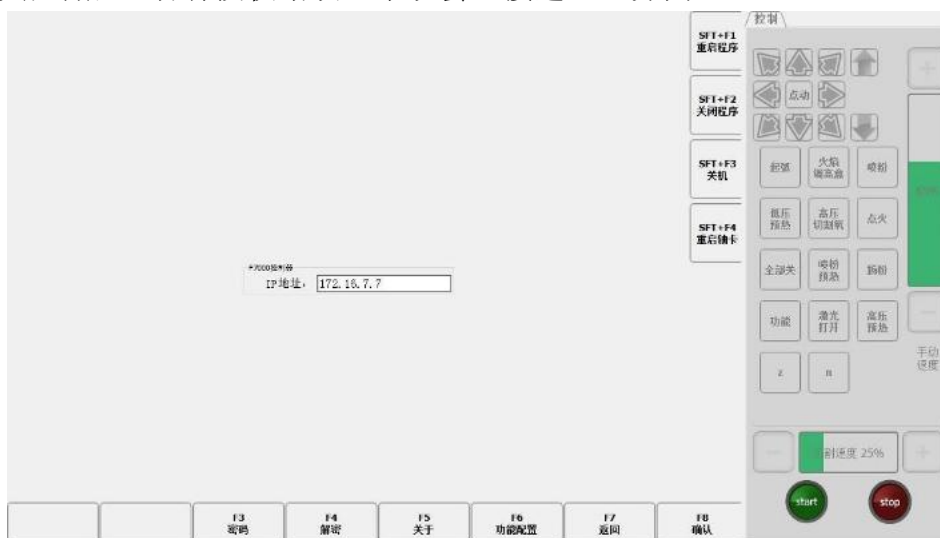 控制
SFT+F1
重启程序
SFT+F2
关闭程序
SFT+F3
关机
SFT+F4
重启轴卡
点动
起弧
火焰
调高盒
喷粉
低压
预热
高压
切割氧
点火
全部关
喷粉
预热
扬粉
功能
激光
打开
高压
预热
手动
速度
割速度 25%
start
stop
IP地址:
172.16.7.7
F3
密码
F4
解密
F5
关于
F6
功能配置
F7
返回
F8
确认